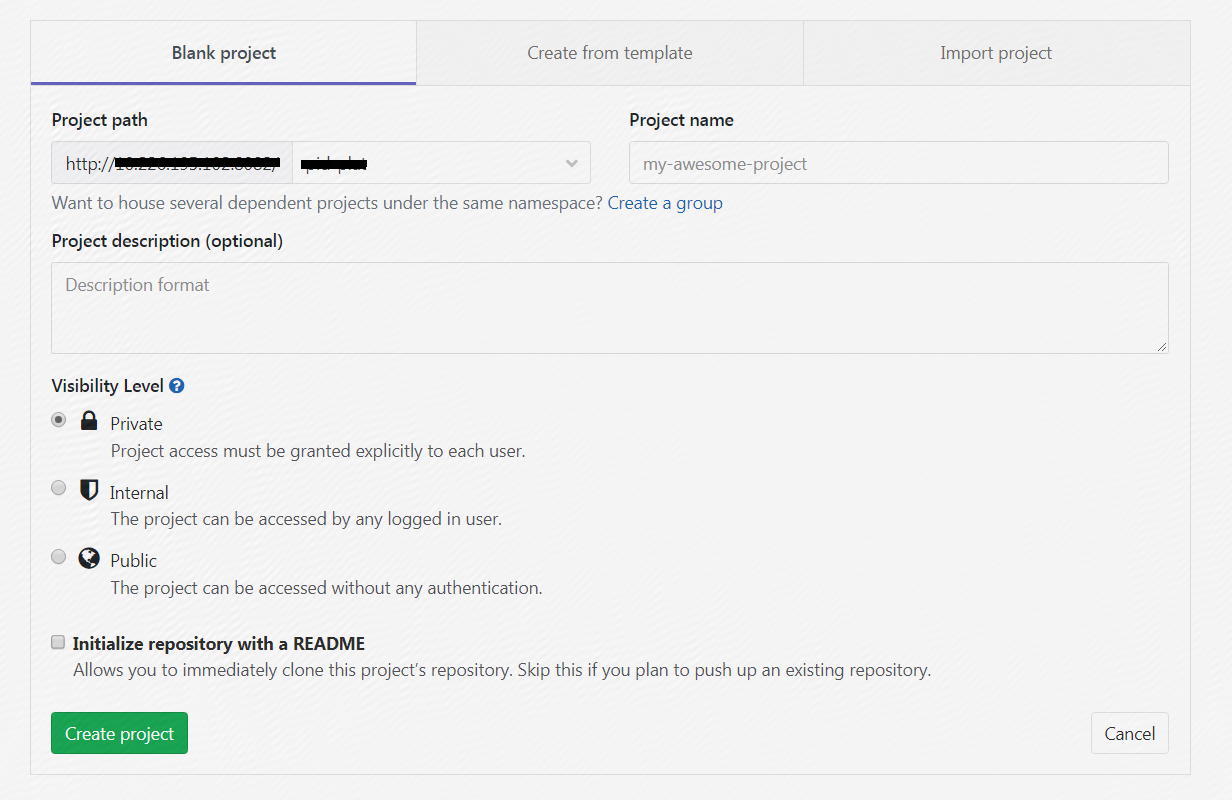 Blank project
Create from template
Import project
Project path
Project name
http://
my-awesome-project
Want to house several dependent projects under the same namespace? Create a group
Project description (optional)
Description format
Visibility Level ?
Private
Project access must be granted explicitly to each user.
Internal
The project can be accessed by any logged in user.
Public
The project can be accessed without any authentication.
Initialize repository with a README
Allows you to immediately clone this project's repository. Skip this if you plan to push up an existing repository.
Create project
Cancel